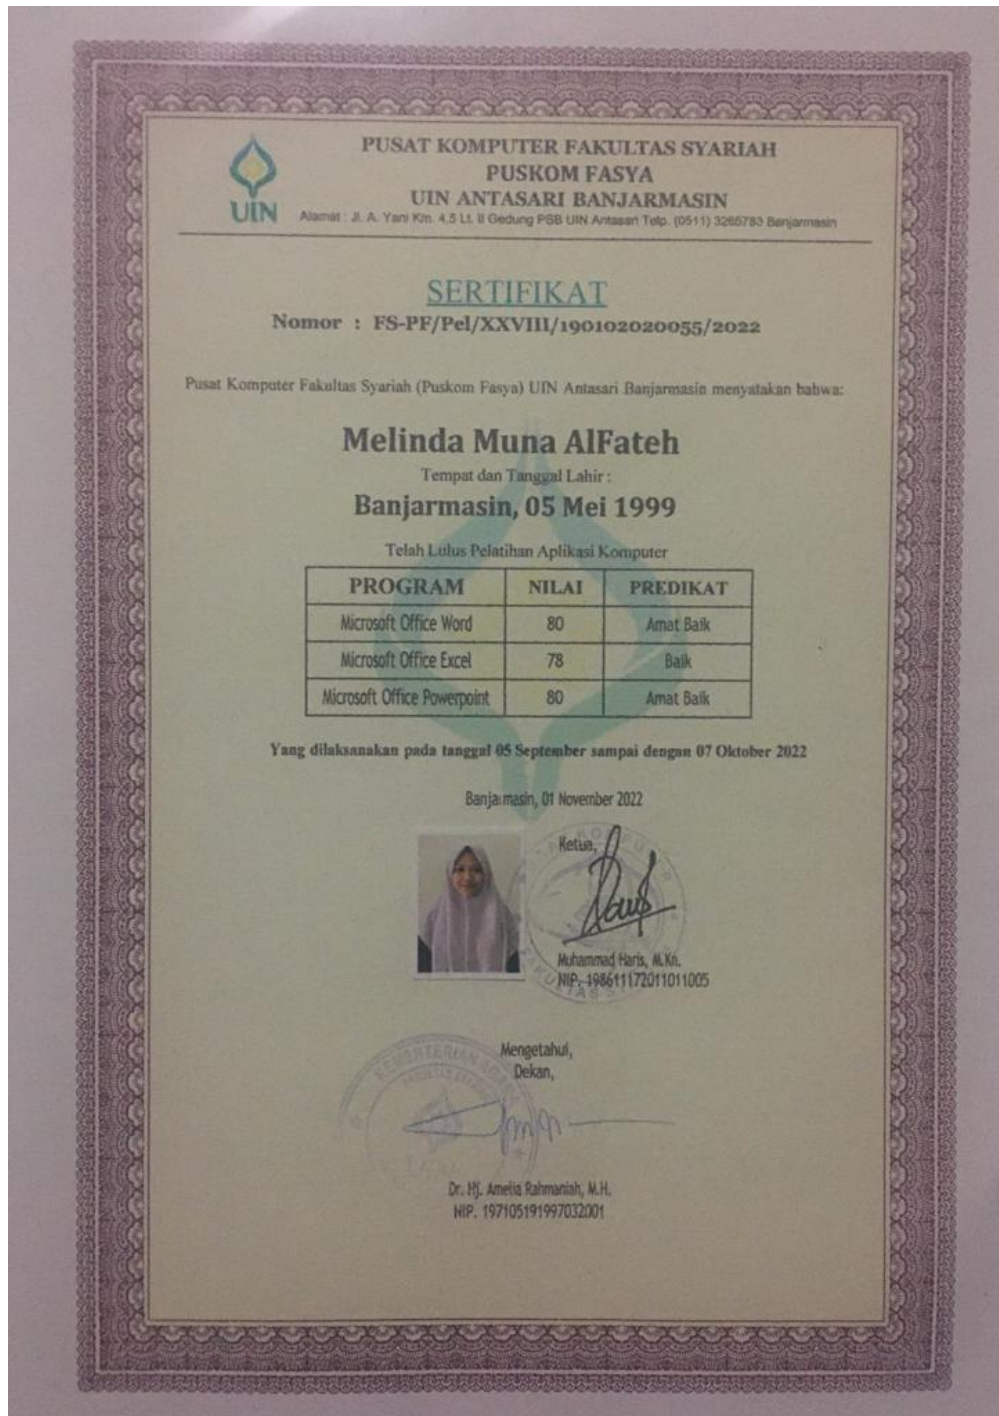 UIN
PUSAT KOMPUTER FAKULTAS SYARIAH
PUSKOM FASYA
UIN ANTASARI BANJARMASIN
Alamat : Jl. A. Yani Km. 4,5 Lt. II Gedung PSB UIN Antasari Telp. (0511) 3265783 Banjarmasin
SERTIFIKAT
Nomor : FS-PF/Pel/XXVIII/190102020055/2022
Pusat Komputer Fakultas Syariah (Puskom Fasya) UIN Antasari Banjarmasin menyatakan bahwa:
Melinda Muna AlFateh
Tempat dan Tanggal Lahir :
Banjarmasin, 05 Mei 1999
Telah Lulus Pelatihan Aplikasi Komputer
PROGRAM NILAI PREDIKAT
Microsoft Office Word 80 Amat Baik
Microsoft Office Excel 78 Baik
Microsoft Office Powerpoint 80 Amat Baik
Yang dilaksanakan pada tanggal 05 September sampai dengan 07 Oktober 2022
Banjarmasin, 01 November 2022
Ketua,
Muhammad Haris, M.Kn.
NIP. 198611172011011005
Mengetahui,
Dekan,
KEMENTERIAN AGAMA
Dr. Hj. Amelia Rahmaniah, M.H.
NIP. 197105191997032001